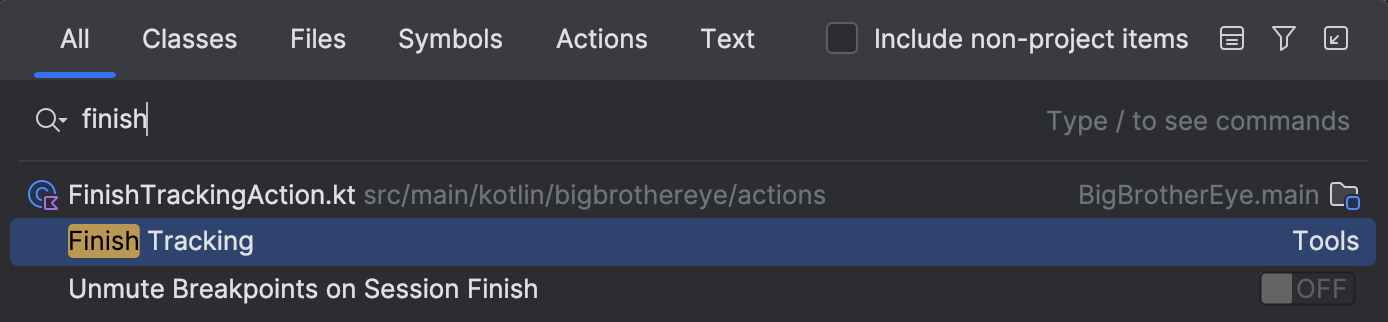 All Classes Files Symbols Actions Text Include non-project items
finish Type / to see commands
FinishTrackingAction.kt src/main/kotlin/bigbrothereye/actions BigBrotherEye.main
Finish Tracking Tools
Unmute Breakpoints on Session Finish OFF